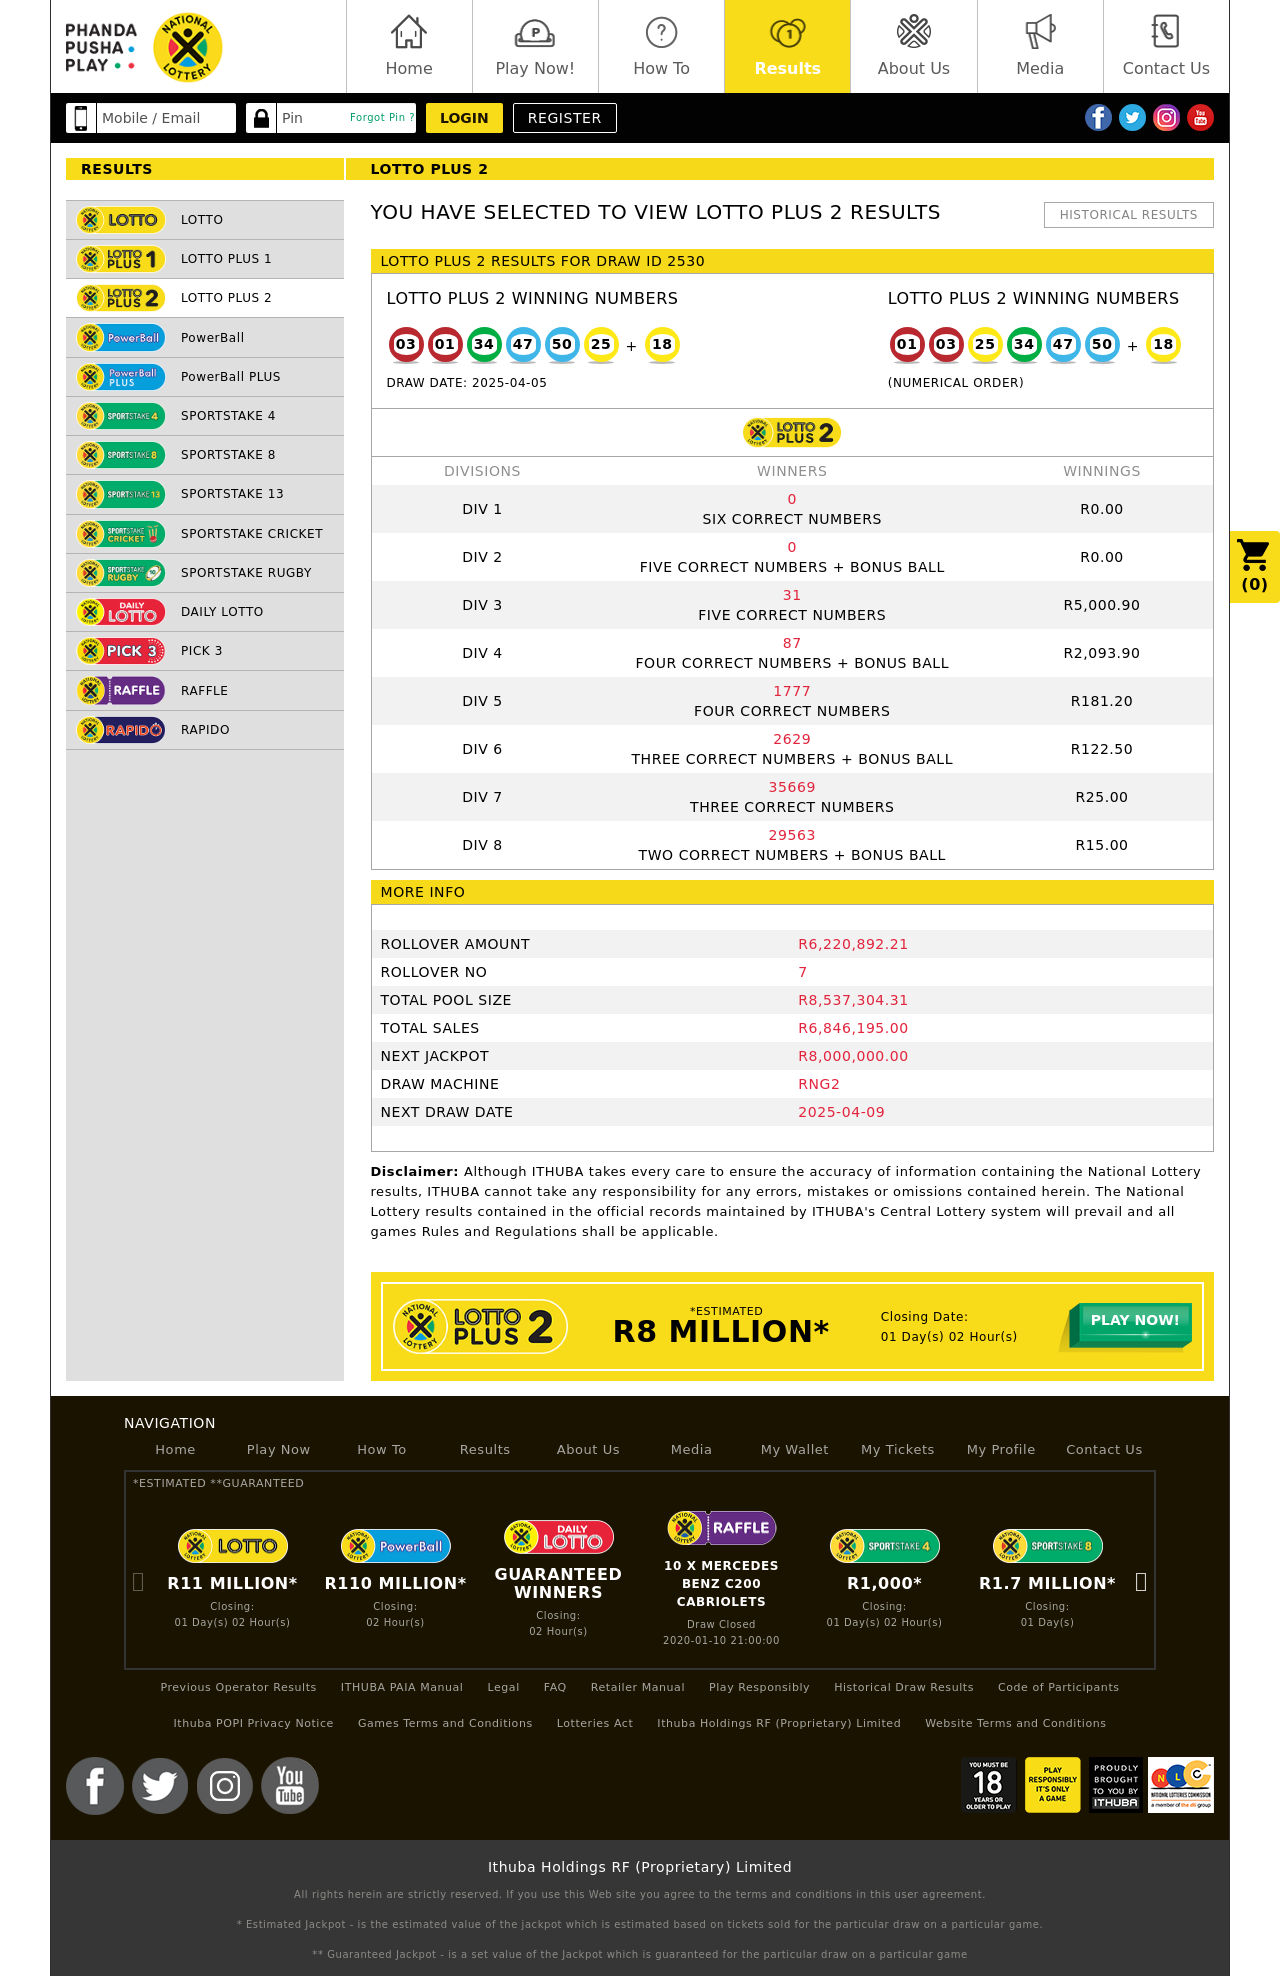 PHANDA
PUSHA
PLAY
NATIONAL
LOTTERY
Home
Play Now!
How To
Results
About Us
Media
Contact Us
Mobile / Email
Pin
Forgot Pin ?
LOGIN
REGISTER
RESULTS
LOTTO PLUS 2
LOTTO
LOTTO PLUS 1
LOTTO PLUS 2
PowerBall
PowerBall PLUS
SPORTSTAKE 4
SPORTSTAKE 8
SPORTSTAKE 13
SPORTSTAKE CRICKET
SPORTSTAKE RUGBY
DAILY LOTTO
PICK 3
RAFFLE
RAPIDO
YOU HAVE SELECTED TO VIEW LOTTO PLUS 2 RESULTS
HISTORICAL RESULTS
LOTTO PLUS 2 RESULTS FOR DRAW ID 2530
LOTTO PLUS 2 WINNING NUMBERS
03 01 34 47 50 25 + 18
DRAW DATE: 2025-04-05
LOTTO PLUS 2 WINNING NUMBERS
01 03 25 34 47 50 + 18
(NUMERICAL ORDER)
LOTTO PLUS 2
DIVISIONS WINNERS WINNINGS
DIV 1 0 SIX CORRECT NUMBERS R0.00
DIV 2 0 FIVE CORRECT NUMBERS + BONUS BALL R0.00
DIV 3 31 FIVE CORRECT NUMBERS R5,000.90
DIV 4 87 FOUR CORRECT NUMBERS + BONUS BALL R2,093.90
DIV 5 1777 FOUR CORRECT NUMBERS R181.20
DIV 6 2629 THREE CORRECT NUMBERS + BONUS BALL R122.50
DIV 7 35669 THREE CORRECT NUMBERS R25.00
DIV 8 29563 TWO CORRECT NUMBERS + BONUS BALL R15.00
(0)
MORE INFO
ROLLOVER AMOUNT R6,220,892.21
ROLLOVER NO 7
TOTAL POOL SIZE R8,537,304.31
TOTAL SALES R6,846,195.00
NEXT JACKPOT R8,000,000.00
DRAW MACHINE RNG2
NEXT DRAW DATE 2025-04-09
Disclaimer: Although ITHUBA takes every care to ensure the accuracy of information containing the National Lottery
results, ITHUBA cannot take any responsibility for any errors, mistakes or omissions contained herein. The National
Lottery results contained in the official records maintained by ITHUBA's Central Lottery system will prevail and all
games Rules and Regulations shall be applicable.
NATIONAL LOTTERY
LOTTO PLUS 2
*ESTIMATED
R8 MILLION*
Closing Date:
01 Day(s) 02 Hour(s)
PLAY NOW!
NAVIGATION
Home Play Now How To Results About Us Media My Wallet My Tickets My Profile Contact Us
*ESTIMATED **GUARANTEED
LOTTO
R11 MILLION*
Closing:
01 Day(s) 02 Hour(s)
PowerBall
R110 MILLION*
Closing:
02 Hour(s)
DAILY LOTTO
GUARANTEED
WINNERS
Closing:
02 Hour(s)
RAFFLE
10 X MERCEDES
BENZ C200
CABRIOLETS
Draw Closed
2020-01-10 21:00:00
SPORTSTAKE 4
R1,000*
Closing:
01 Day(s) 02 Hour(s)
SPORTSTAKE 8
R1.7 MILLION*
Closing:
01 Day(s)
Previous Operator Results ITHUBA PAIA Manual Legal FAQ Retailer Manual Play Responsibly Historical Draw Results Code of Participants
Ithuba POPI Privacy Notice Games Terms and Conditions Lotteries Act Ithuba Holdings RF (Proprietary) Limited Website Terms and Conditions
You
Tube
YOU MUST BE
18
YEARS OR
OLDER TO PLAY
PLAY
RESPONSIBLY
IT'S ONLY
A GAME
PROUDLY
BROUGHT
TO YOU BY
ITHUBA
NLC
NATIONAL LOTTERIES COMMISSION
a member of the dti group
Ithuba Holdings RF (Proprietary) Limited
All rights herein are strictly reserved. If you use this Web site you agree to the terms and conditions in this user agreement.
* Estimated Jackpot - is the estimated value of the jackpot which is estimated based on tickets sold for the particular draw on a particular game.
** Guaranteed Jackpot - is a set value of the Jackpot which is guaranteed for the particular draw on a particular game